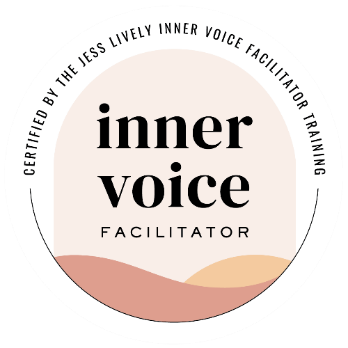 CERTIFIED BY THE JESS LIVELY INNER VOICE FACILITATOR TRAINING
inner
voice
FACILITATOR